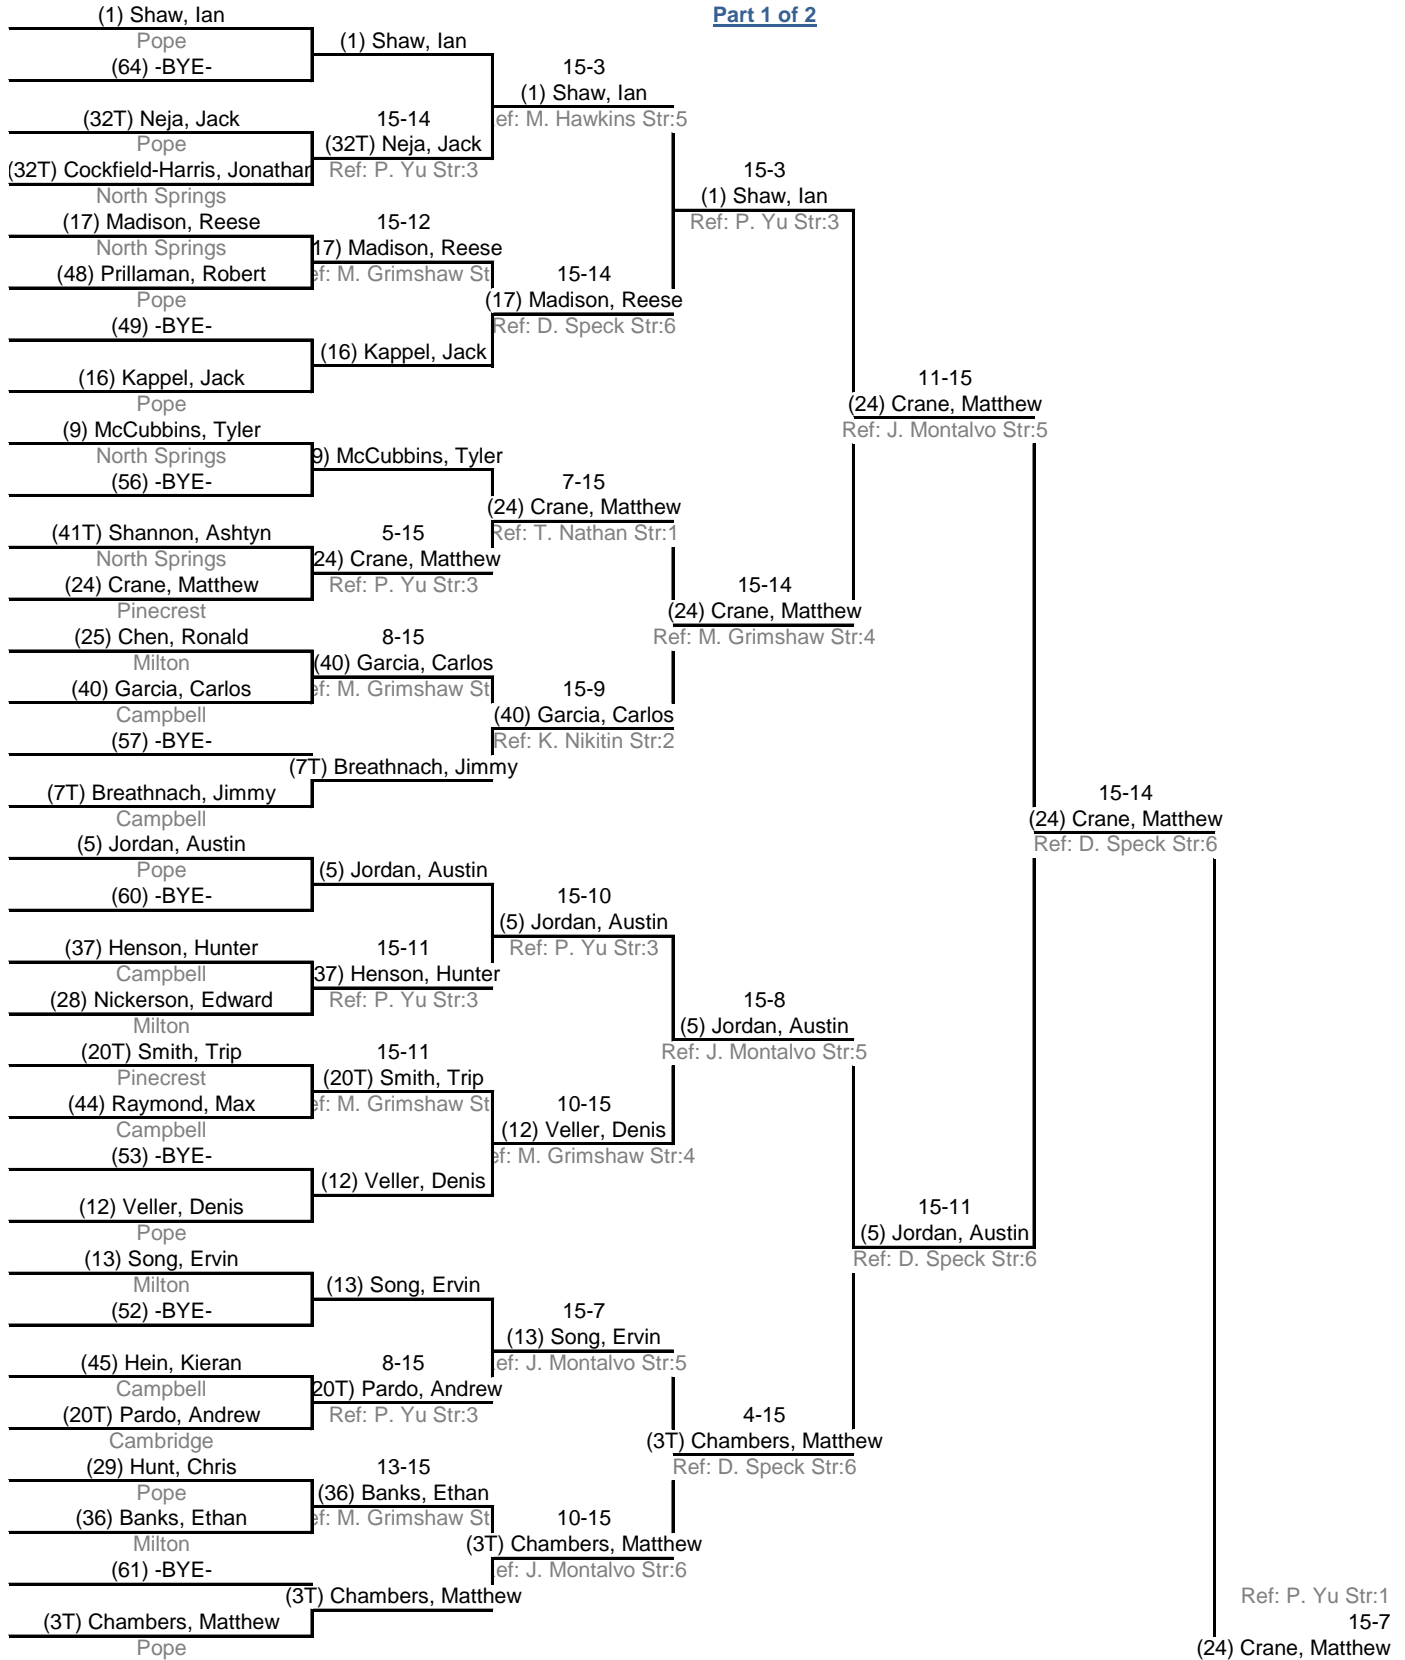 Part 1 of 2
(1) Shaw, Ian
Pope
(64) -BYE-
(32T) Neja, Jack
Pope
(32T) Cockfield-Harris, Jonathan
North Springs
(17) Madison, Reese
North Springs
(48) Prillaman, Robert
Pope
(49) -BYE-
(16) Kappel, Jack
Pope
(9) McCubbins, Tyler
North Springs
(56) -BYE-
(41T) Shannon, Ashtyn
North Springs
(24) Crane, Matthew
Pinecrest
(25) Chen, Ronald
Milton
(40) Garcia, Carlos
Campbell
(57) -BYE-
(7T) Breathnach, Jimmy
Campbell
(5) Jordan, Austin
Pope
(60) -BYE-
(37) Henson, Hunter
Campbell
(28) Nickerson, Edward
Milton
(20T) Smith, Trip
Pinecrest
(44) Raymond, Max
Campbell
(53) -BYE-
(12) Veller, Denis
Pope
(13) Song, Ervin
Milton
(52) -BYE-
(45) Hein, Kieran
Campbell
(20T) Pardo, Andrew
Cambridge
(29) Hunt, Chris
Pope
(36) Banks, Ethan
Milton
(61) -BYE-
(3T) Chambers, Matthew
Pope
(1) Shaw, Ian
15-14
(32T) Neja, Jack
Ref: P. Yu Str:3
15-12
17) Madison, Reese
ef: M. Grimshaw St
(16) Kappel, Jack
9) McCubbins, Tyler
5-15
24) Crane, Matthew
Ref: P. Yu Str:3
8-15
(40) Garcia, Carlos
ef: M. Grimshaw St
(7T) Breathnach, Jimmy
(5) Jordan, Austin
15-11
37) Henson, Hunter
Ref: P. Yu Str:3
15-11
(20T) Smith, Trip
ef: M. Grimshaw St
(12) Veller, Denis
(13) Song, Ervin
8-15
20T) Pardo, Andrew
Ref: P. Yu Str:3
13-15
(36) Banks, Ethan
ef: M. Grimshaw St
(3T) Chambers, Matthew
15-3
(1) Shaw, Ian
ef: M. Hawkins Str:5
15-14
(17) Madison, Reese
Ref: D. Speck Str:6
7-15
(24) Crane, Matthew
Ref: T. Nathan Str:1
15-9
(40) Garcia, Carlos
Ref: K. Nikitin Str:2
15-10
(5) Jordan, Austin
Ref: P. Yu Str:3
10-15
(12) Veller, Denis
ef: M. Grimshaw Str:4
15-7
(13) Song, Ervin
ef: J. Montalvo Str:5
10-15
(3T) Chambers, Matthew
ef: J. Montalvo Str:6
15-3
(1) Shaw, Ian
Ref: P. Yu Str:3
15-14
(24) Crane, Matthew
Ref: M. Grimshaw Str:4
15-8
(5) Jordan, Austin
Ref: J. Montalvo Str:5
4-15
(3T) Chambers, Matthew
Ref: D. Speck Str:6
11-15
(24) Crane, Matthew
Ref: J. Montalvo Str:5
15-11
(5) Jordan, Austin
Ref: D. Speck Str:6
15-14
(24) Crane, Matthew
Ref: D. Speck Str:6
Ref: P. Yu Str:1
15-7
(24) Crane, Matthew